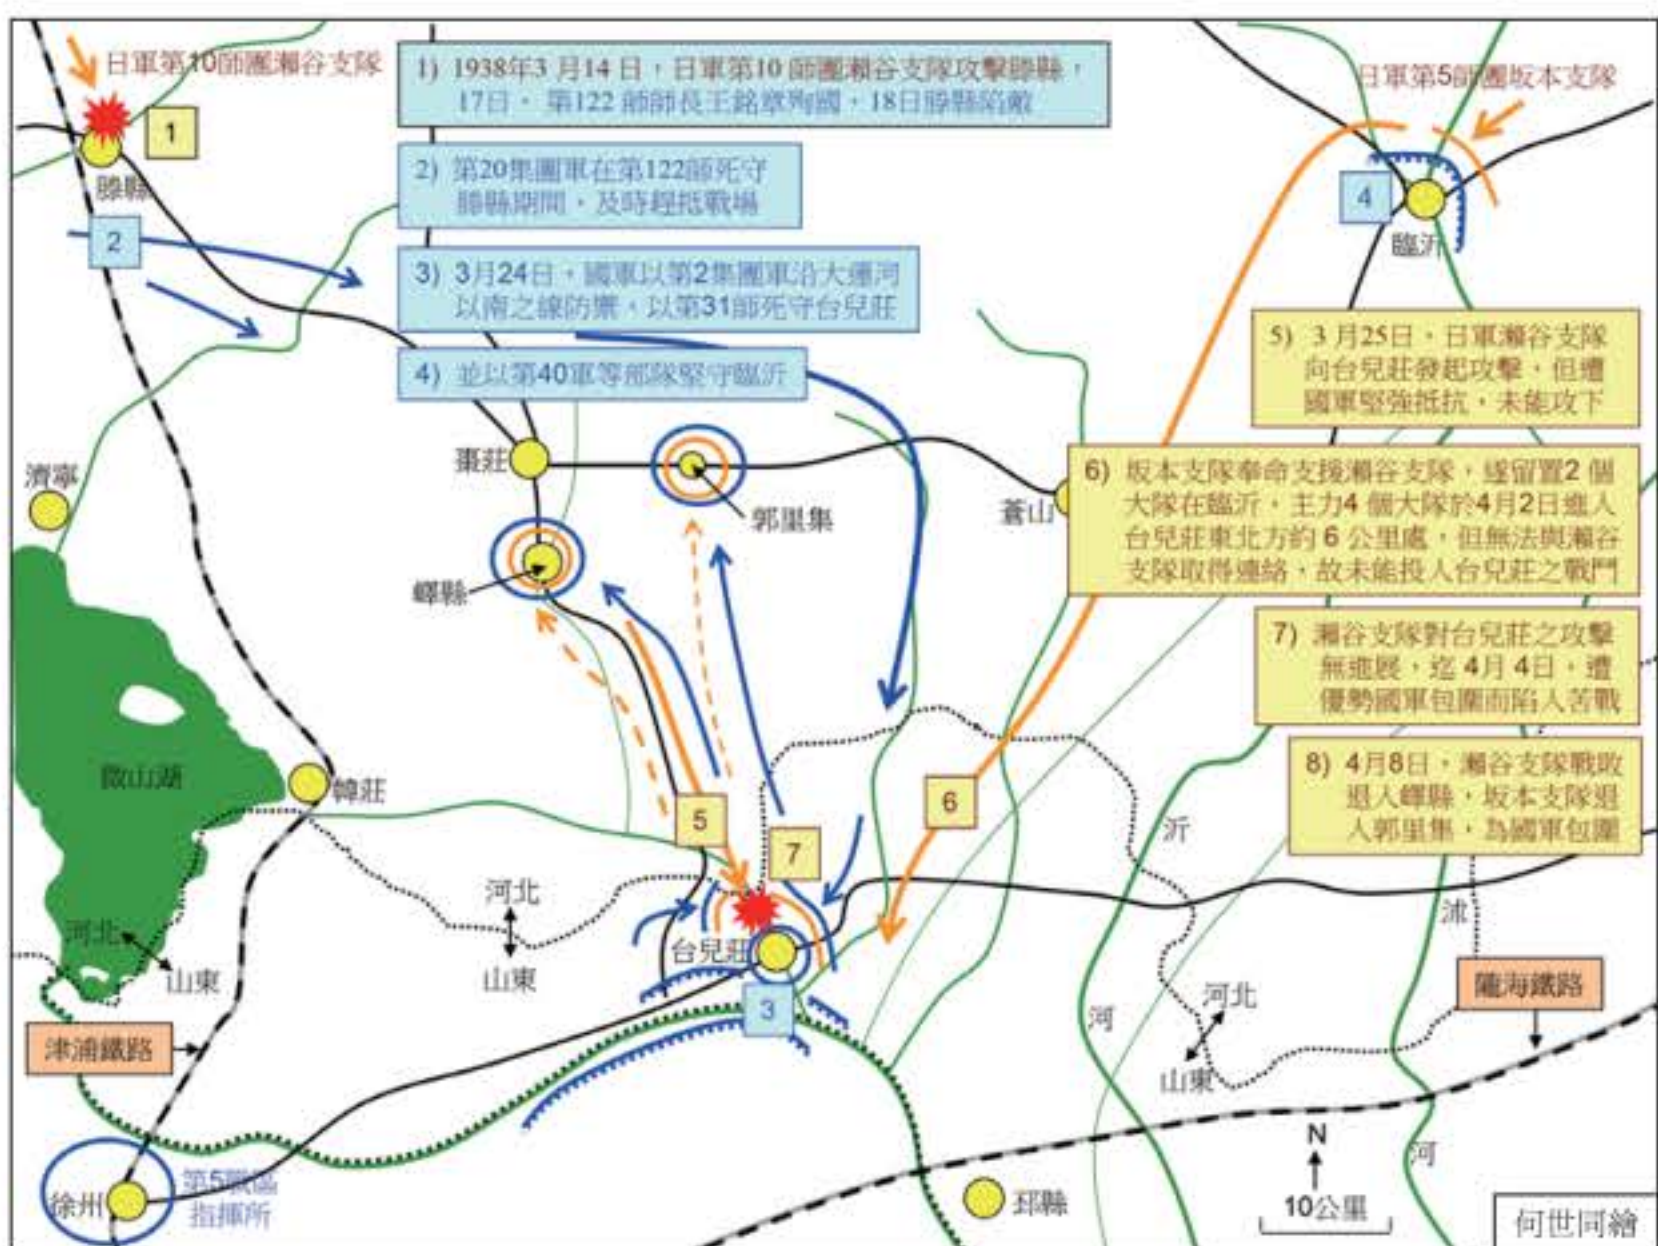 日軍第10師團瀨谷支隊
1
滕縣
2
1) 1938年3 月14 日，日軍第10 師團瀨谷支隊攻擊滕縣，
17日， 第122 師師長王銘章殉國，18日滕縣陷敵
2) 第20集團軍在第122師死守
滕縣期間，及時趕抵戰場
3) 3月24日，國軍以第2集團軍沿大運河
以南之線防禦，以第31師死守台兒莊
4) 並以第40軍等部隊堅守臨沂
日軍第5師團坂本支隊
4
臨沂
5) 3 月25日，日軍瀨谷支隊
向台兒莊發起攻擊，但遭
國軍堅強抵抗，未能攻下
6) 坂本支隊奉命支援瀨谷支隊，遂留置2 個
大隊在臨沂，主力4 個大隊於4月2日進入
台兒莊東北方約 6 公里處，但無法與瀨谷
支隊取得連絡，故未能投入台兒莊之戰鬥
7) 瀨谷支隊對台兒莊之攻擊
無進展，迄 4月 4日，遭
優勢國軍包圍而陷入苦戰
8) 4月8日，瀨谷支隊戰敗
退入嶧縣，坂本支隊退
入郭里集，為國軍包圍
棗莊
郭里集
蒼山
濟寧
嶧縣
微山湖
韓莊
5
7
6
沂
河
沭
河
河北
山東
河北
山東
河北
山東
台兒莊
3
津浦鐵路
隴海鐵路
徐州
第5戰區
指揮所
邳縣
N
10公里
何世同繪